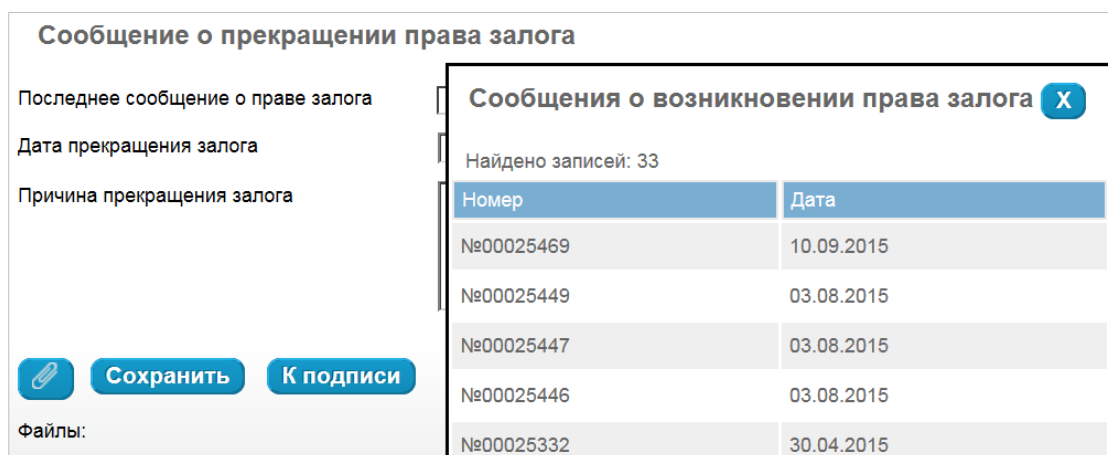 Сообщение о прекращении права залога
Последнее сообщение о праве залога
Дата прекращения залога
Причина прекращения залога
Сохранить
К подписи
Файлы:
Сообщения о возникновении права залога
X
Найдено записей: 33
Номер Дата
№00025469 10.09.2015
№00025449 03.08.2015
№00025447 03.08.2015
№00025446 03.08.2015
№00025332 30.04.2015